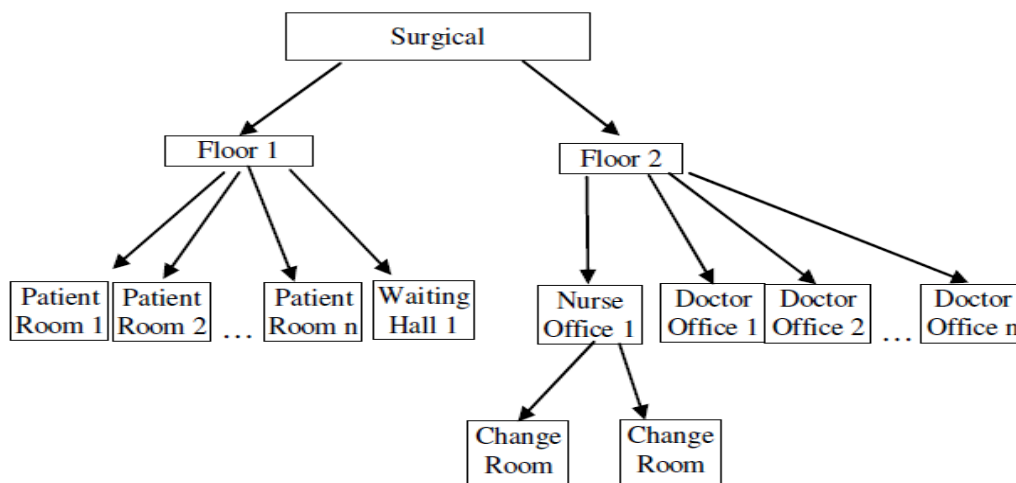 Surgical
Floor 1
Floor 2
Patient
Room 1
Patient
Room 2
…
Patient
Room n
Waiting
Hall 1
Nurse
Office 1
Doctor
Office 1
Doctor
Office 2
…
Doctor
Office n
Change
Room
Change
Room